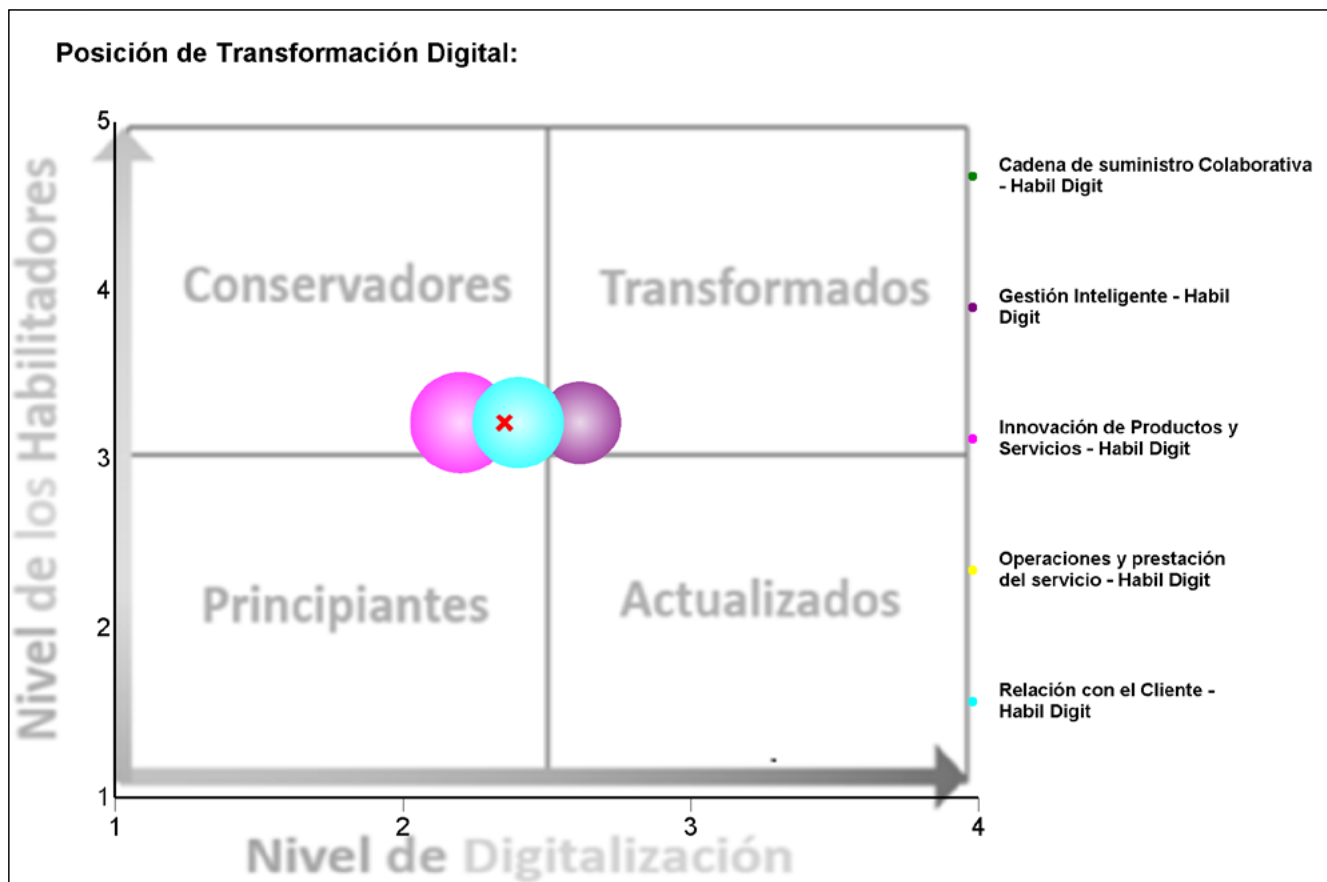 Posición de Transformación Digital:
5
4
3
2
1
Nivel de los Habilitadores
Conservadores
Transformados
Principiantes
Actualizados
1
2
3
4
Nivel de Digitalización
Cadena de suministro Colaborativa
- Habil Digit
Gestión Inteligente - Habil
Digit
Innovación de Productos y
Servicios - Habil Digit
Operaciones y prestación
del servicio - Habil Digit
Relación con el Cliente -
Habil Digit